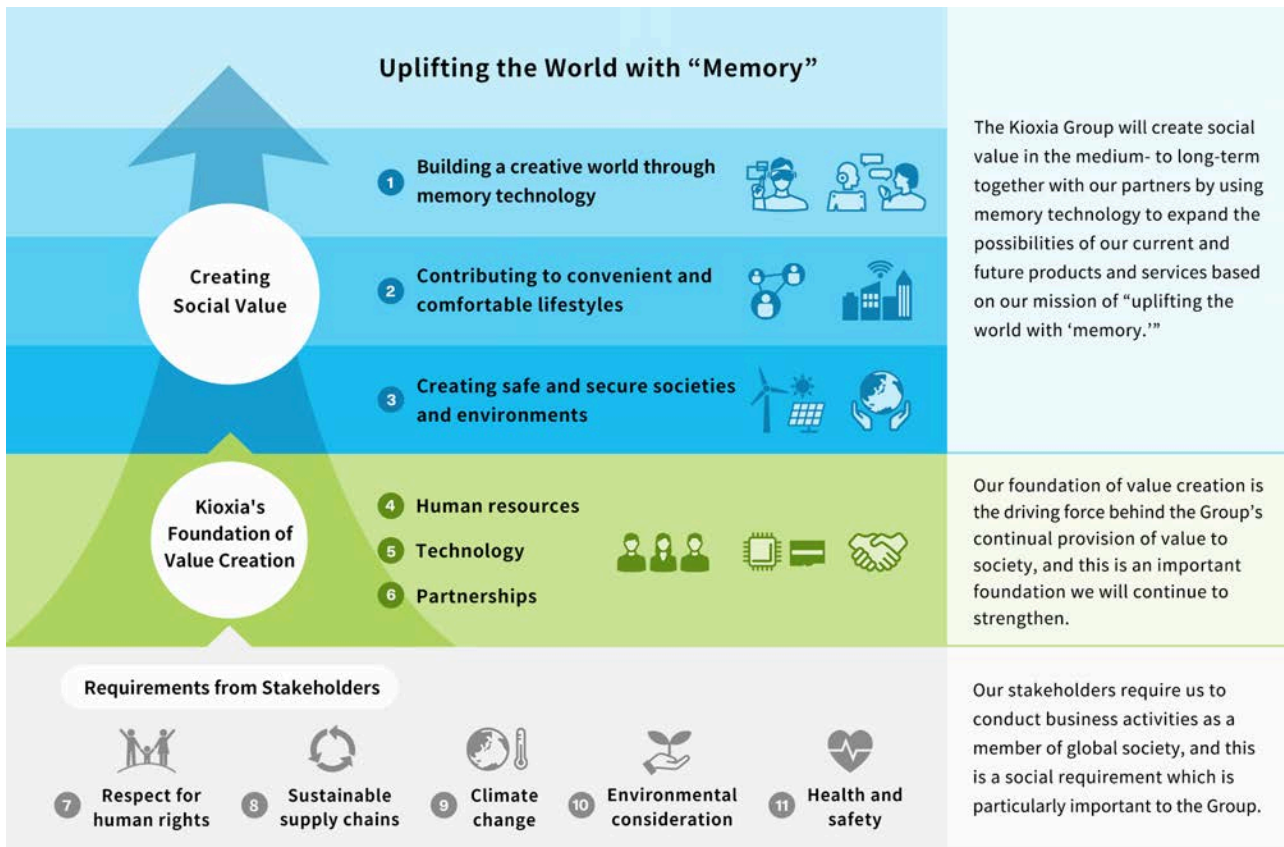 Uplifting the World with “Memory”
Creating
Social Value
1
Building a creative world through
memory technology
2
Contributing to convenient and
comfortable lifestyles
3
Creating safe and secure societies
and environments
The Kioxia Group will create social
value in the medium- to long-term
together with our partners by using
memory technology to expand the
possibilities of our current and
future products and services based
on our mission of “uplifting the
world with ‘memory.’”
Kioxia's
Foundation of
Value Creation
4 Human resources
5 Technology
6 Partnerships
Our foundation of value creation is
the driving force behind the Group’s
continual provision of value to
society, and this is an important
foundation we will continue to
strengthen.
Requirements from Stakeholders
7
Respect for
human rights
8
Sustainable
supply chains
9
Climate
change
10
Environmental
consideration
11
Health and
safety
Our stakeholders require us to
conduct business activities as a
member of global society, and this
is a social requirement which is
particularly important to the Group.